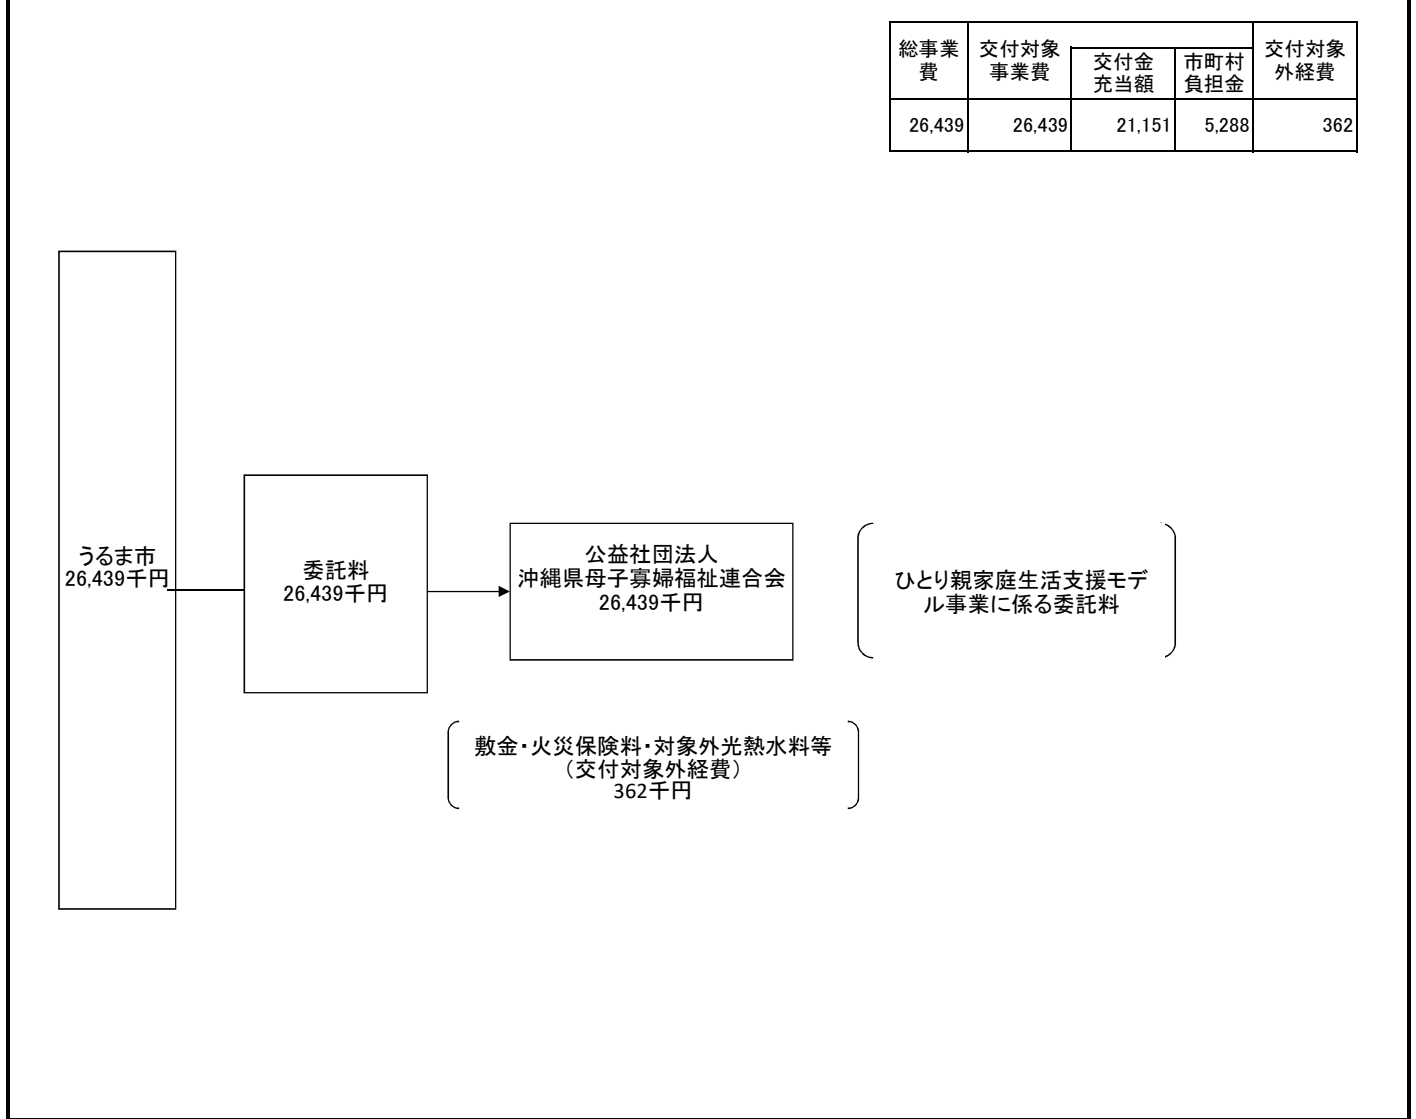 総事業
費
交付対象
事業費
交付金
充当額
市町村
負担金
交付対象
外経費
26,439
26,439
21,151
5,288
362
うるま市
26,439千円
委託料
26,439千円
公益社団法人
沖縄県母子寡婦福祉連合会
26,439千円
ひとり親家庭生活支援モデ
ル事業に係る委託料
敷金・火災保険料・対象外光熱水料等
（交付対象外経費）
362千円